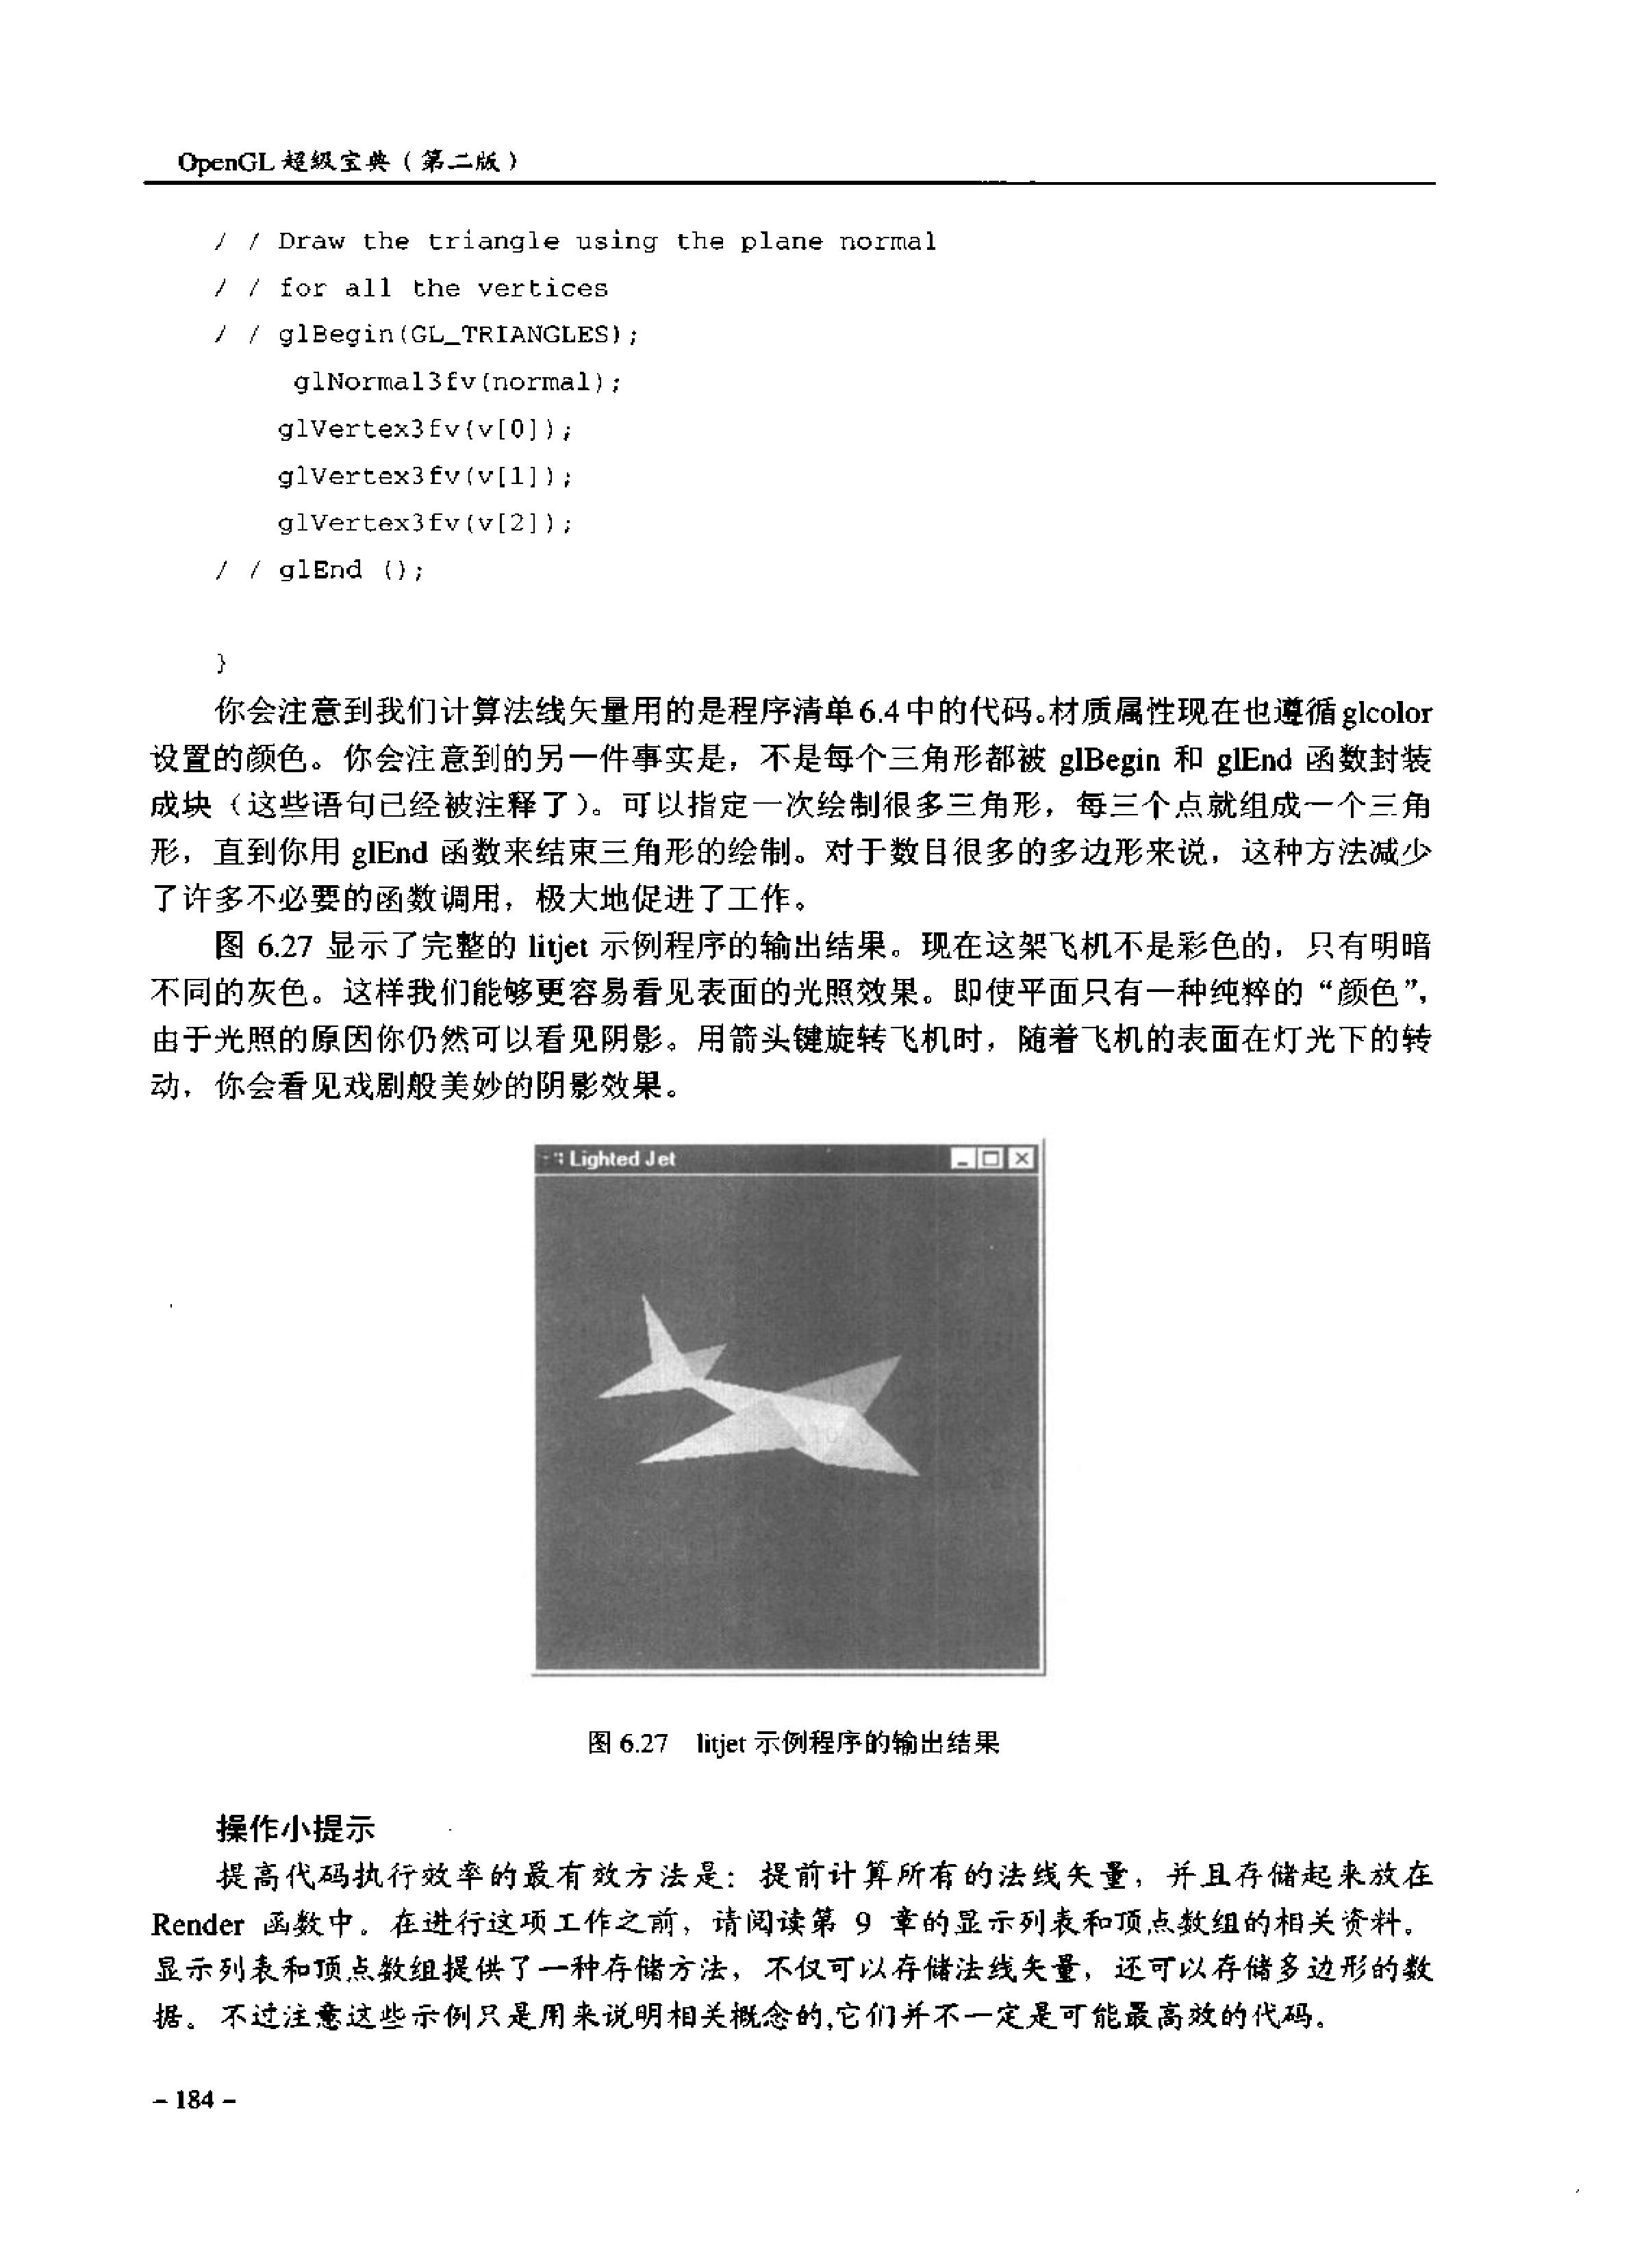 OpenGL 超级宝典（第二版）
/ / Draw the triangle using the plane normal
/ / for all the vertices
/ / glBegin(GL_TRIANGLES);
glNormal3fv(normal);
glVertex3fv(v[0]);
glVertex3fv(v[1]);
glVertex3fv(v[2]);
/ / glEnd ();
}
你会注意到我们计算法线矢量用的是程序清单6.4中的代码。材质属性现在也遵循glcolor
设置的颜色。你会注意到的另一件事实是，不是每个三角形都被 glBegin 和 glEnd 函数封装
成块（这些语句已经被注释了）。可以指定一次绘制很多三角形，每三个点就组成一个三角
形，直到你用 glEnd 函数来结束三角形的绘制。对于数目很多的多边形来说，这种方法减少
了许多不必要的函数调用，极大地促进了工作。
图 6.27 显示了完整的 litjet 示例程序的输出结果。现在这架飞机不是彩色的，只有明暗
不同的灰色。这样我们能够更容易看见表面的光照效果。即使平面只有一种纯粹的“颜色”，
由于光照的原因你仍然可以看见阴影。用箭头键旋转飞机时，随着飞机的表面在灯光下的转
动，你会看见戏剧般美妙的阴影效果。
Lighted Jet
图 6.27 litjet 示例程序的输出结果
操作小提示
提高代码执行效率的最有效方法是：提前计算所有的法线矢量，并且存储起来放在
Render 函数中。在进行这项工作之前，请阅读第 9 章的显示列表和顶点数组的相关资料。
显示列表和顶点数组提供了一种存储方法，不仅可以存储法线矢量，还可以存储多边形的数
据。不过注意这些示例只是用来说明相关概念的,它们并不一定是可能最高效的代码。
– 184 –